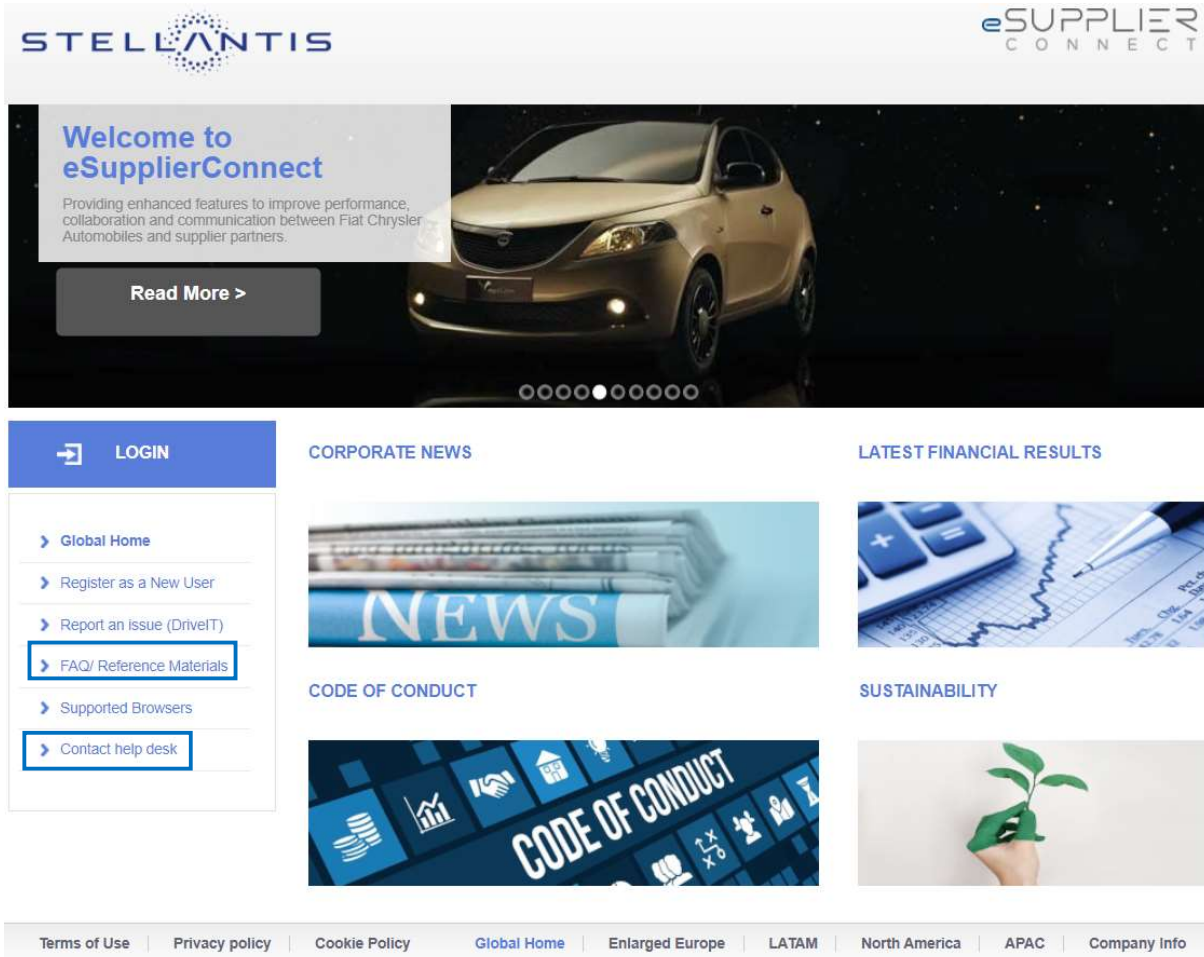 STELLANTIS
eSUPPLIER
CONNECT
Welcome to
eSupplierConnect
Providing enhanced features to improve performance,
collaboration and communication between Fiat Chrysler
Automobiles and supplier partners.
Read More >
LOGIN
Global Home
Register as a New User
Report an issue (DriveIT)
FAQ/ Reference Materials
Supported Browsers
Contact help desk
CORPORATE NEWS
NEWS
LATEST FINANCIAL RESULTS
CODE OF CONDUCT
CODE OF CONDUCT
SUSTAINABILITY
Terms of Use
Privacy policy
Cookie Policy
Global Home
Enlarged Europe
LATAM
North America
APAC
Company Info